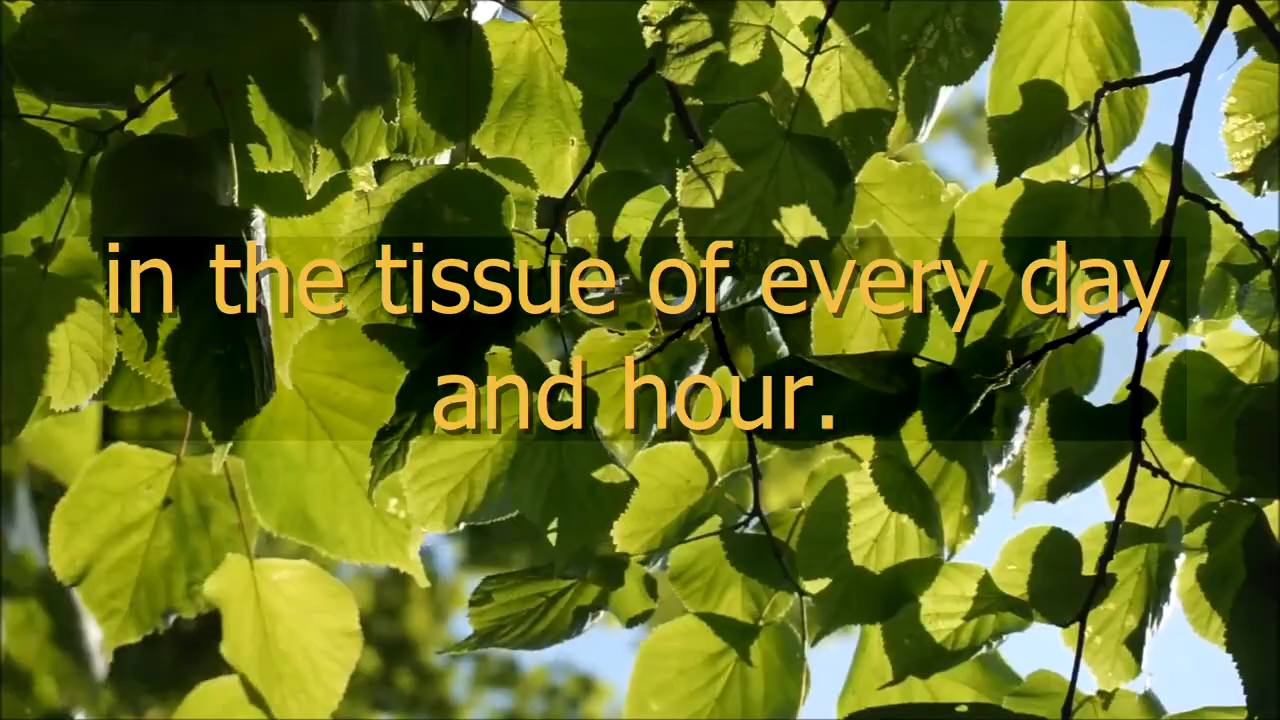 in the tissue of every day
and hour.